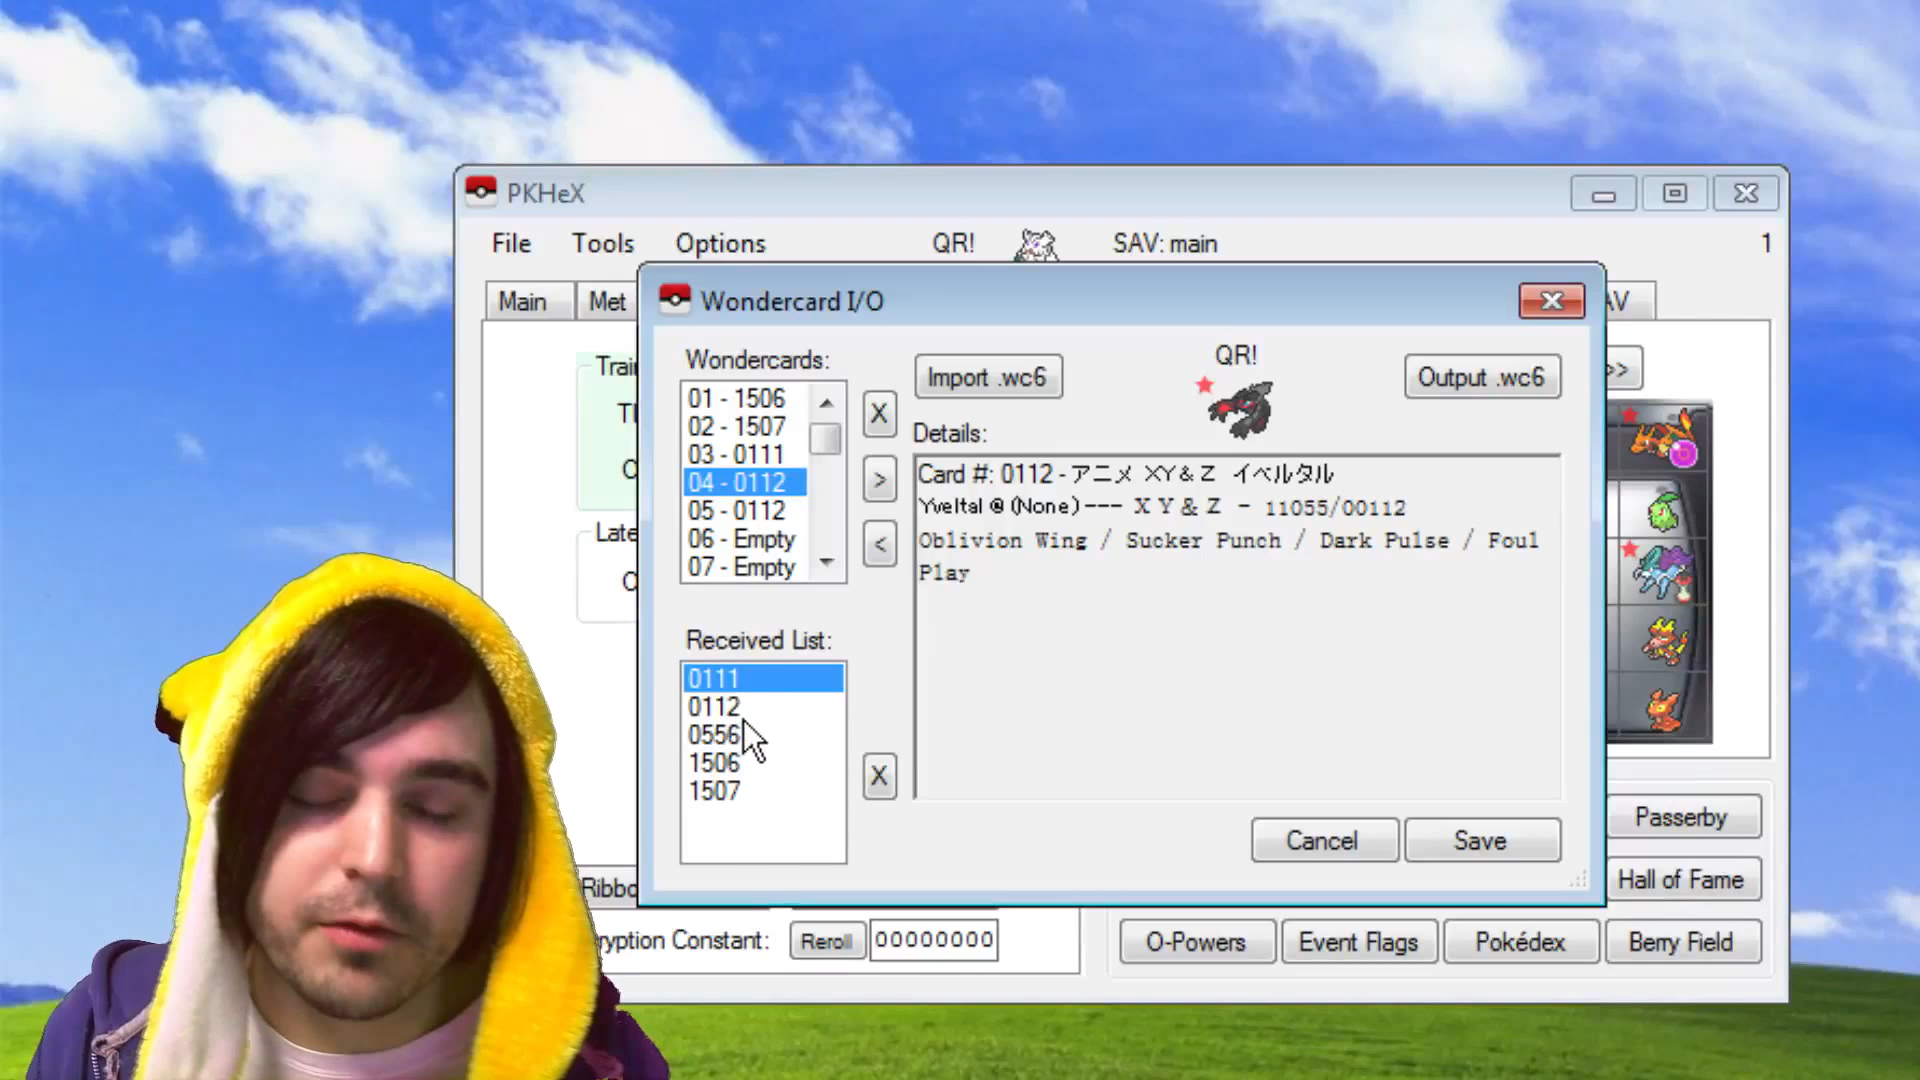 PKHeX
File Tools Options QR! SAV: main 1
Main Met AV
Wondercard I/O
Wondercards:
01 - 1506
02 - 1507
03 - 0111
04 - 0112
05 - 0112
06 - Empty
07 - Empty
X
>
<
Import .wc6
QR!
Output .wc6
Details:
Card #: 0112 - アニメ XY&Z イベルタル
Yveltal @ (None) --- ＸＹ＆Ｚ - 11055/00112
Oblivion Wing / Sucker Punch / Dark Pulse / Foul
Play
Received List:
0111
0112
0556
1506
1507
X
Cancel Save
>>
Passerby
Hall of Fame
Reroll 00000000
O-Powers Event Flags Pokédex Berry Field